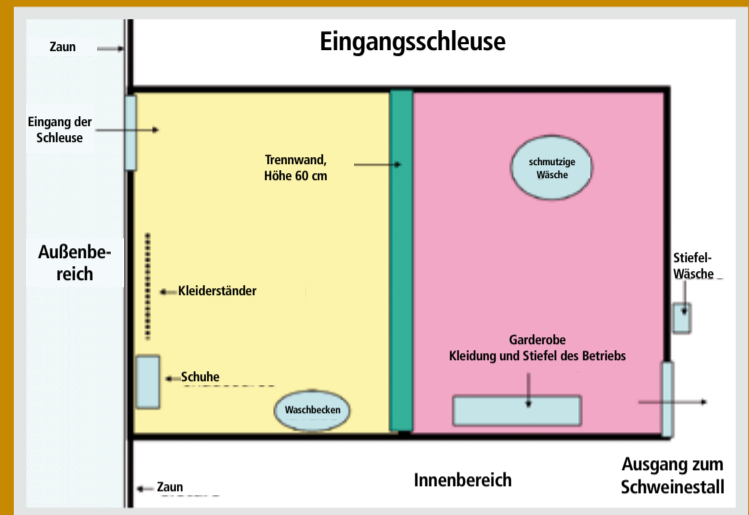 Eingangsschleuse
Zaun
Eingang der
Schleuse
Trennwand,
Höhe 60 cm
schmutzige
Wäsche
Außenbe-
reich
Stiefel-
Wäsche
Kleiderständer
Garderobe
Kleidung und Stiefel des Betriebs
Schuhe
Waschbecken
Zaun
Innenbereich
Ausgang zum
Schweinestall